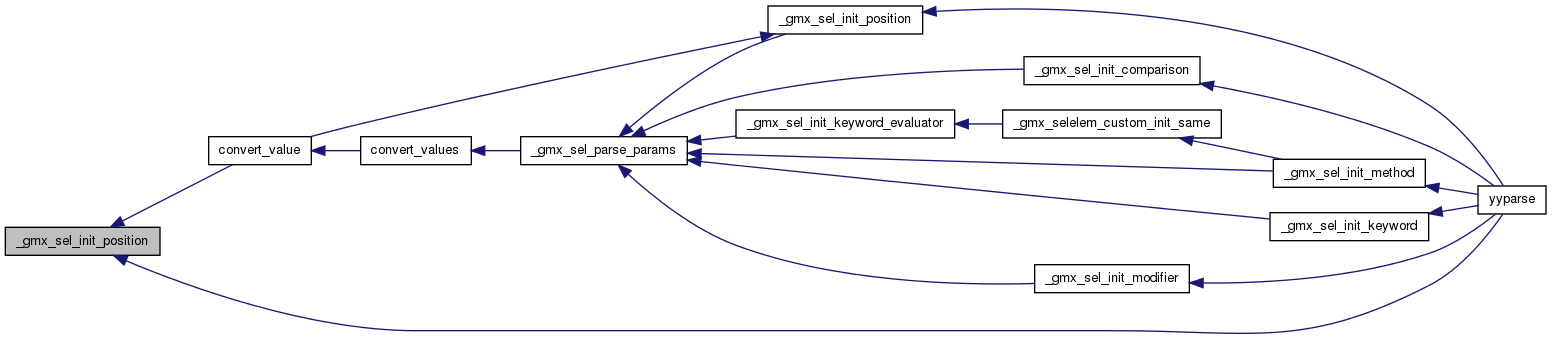 _gmx_sel_init_position
_gmx_sel_init_comparison
_gmx_sel_init_keyword_evaluator
_gmx_selelem_custom_init_same
convert_value
convert_values
_gmx_sel_parse_params
_gmx_sel_init_method
yyparse
_gmx_sel_init_keyword
_gmx_sel_init_position
_gmx_sel_init_modifier